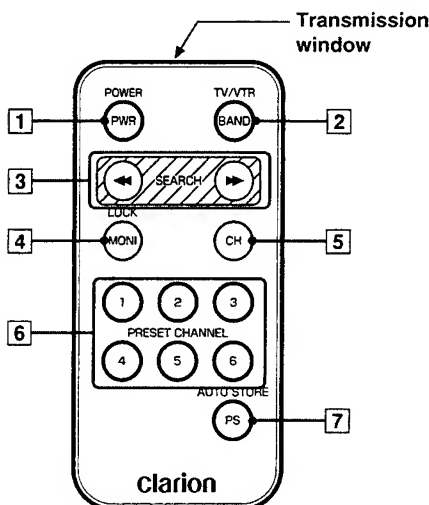 Transmission
window
POWER
TV/VTR
1
PWR
BAND
2
3
SEARCH
LOCK
4
MONI
CH
5
1
2
3
6
PRESET CHANNEL
4
5
6
AUTO STORE
PS
7
clarion